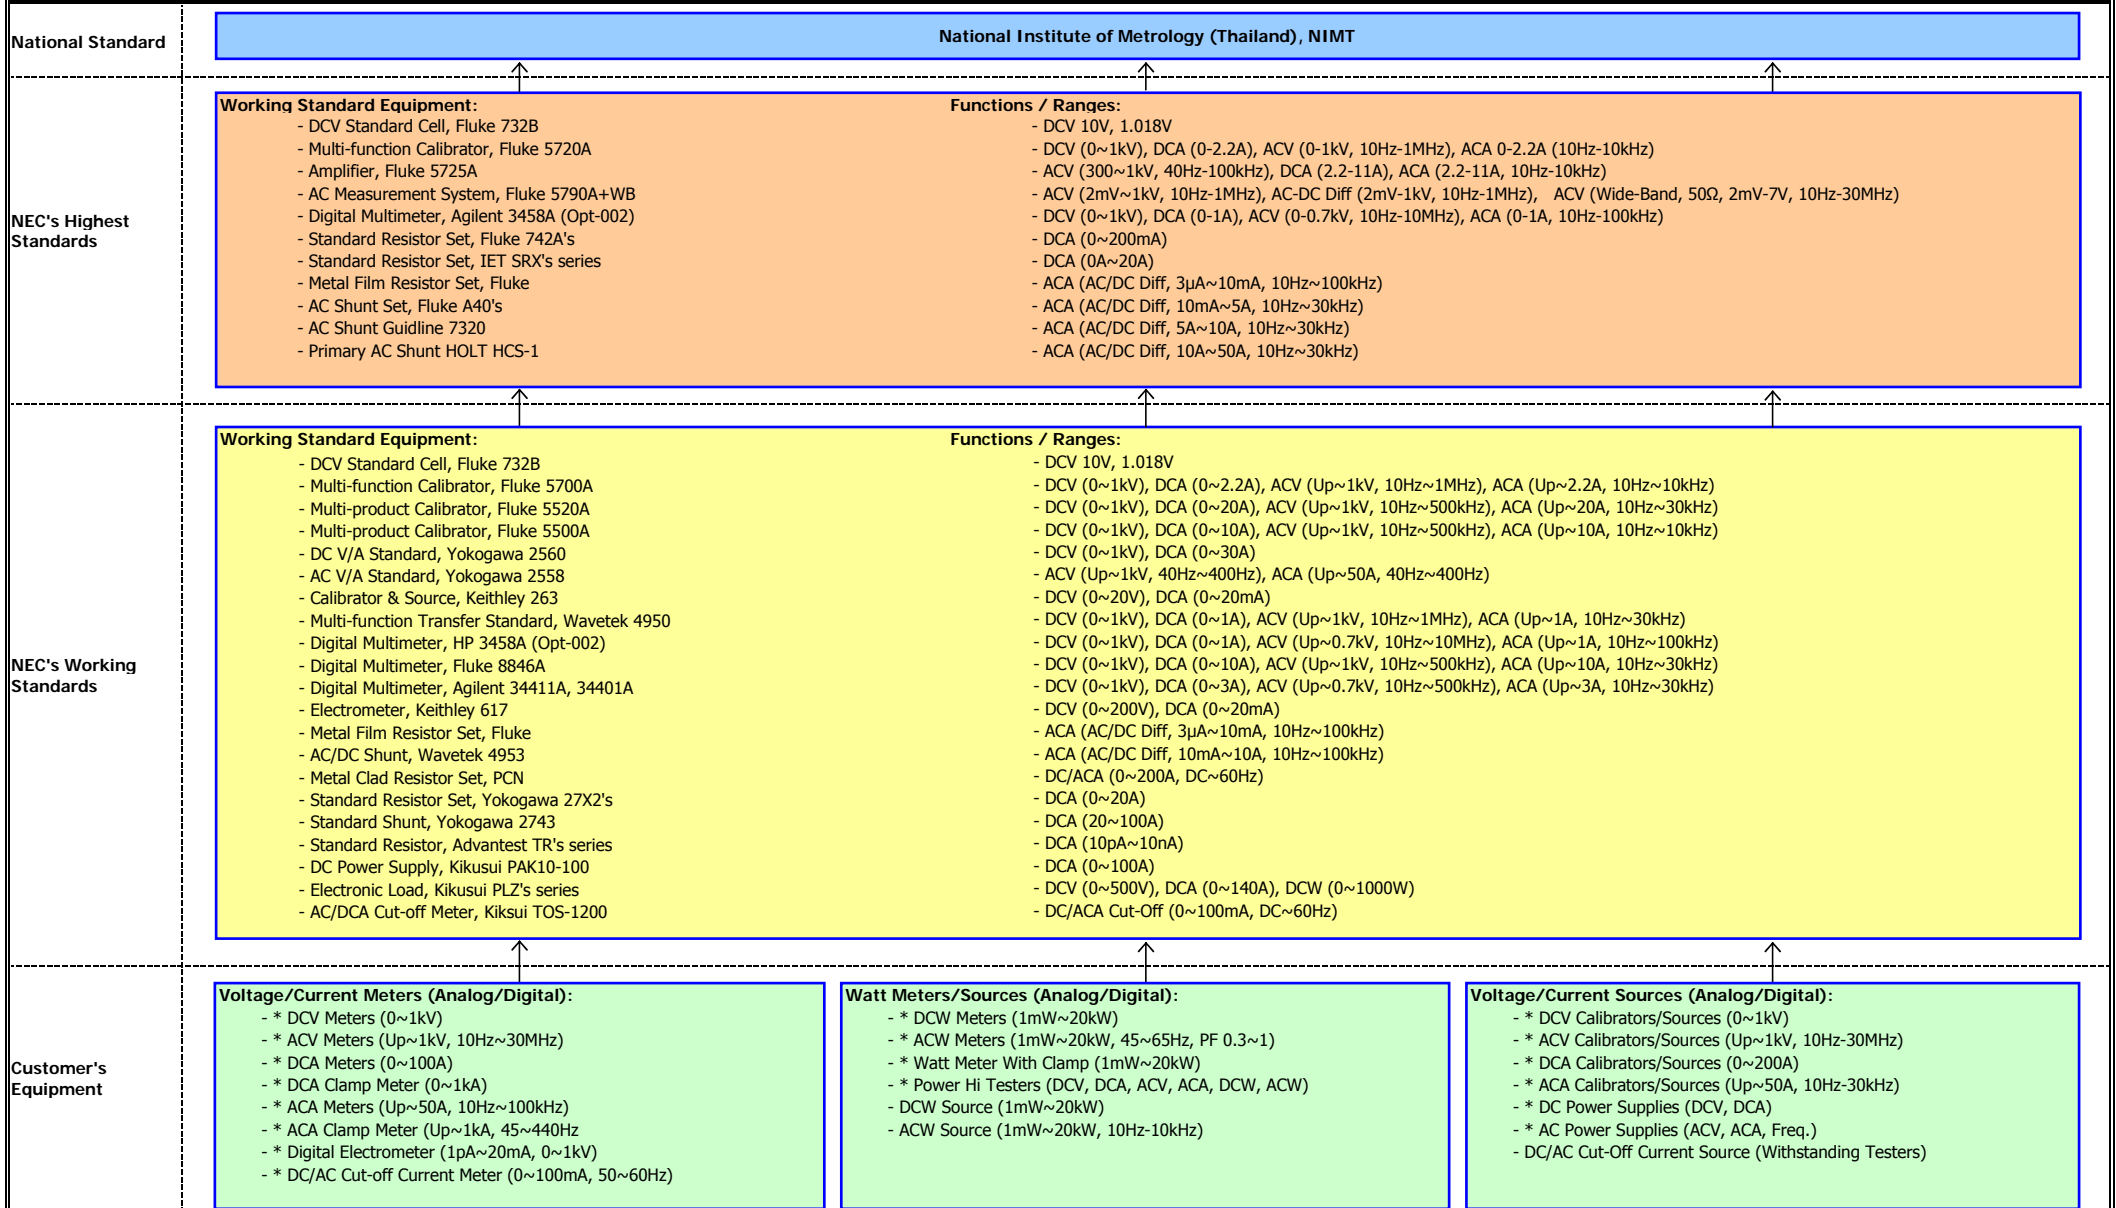 National Standard
National Institute of Metrology (Thailand), NIMT
NEC's Highest
Standards
Working Standard Equipment:
- DCV Standard Cell, Fluke 732B
- Multi-function Calibrator, Fluke 5720A
- Amplifier, Fluke 5725A
- AC Measurement System, Fluke 5790A+WB
- Digital Multimeter, Agilent 3458A (Opt-002)
- Standard Resistor Set, Fluke 742A's
- Standard Resistor Set, IET SRX's series
- Metal Film Resistor Set, Fluke
- AC Shunt Set, Fluke A40's
- AC Shunt Guidline 7320
- Primary AC Shunt HOLT HCS-1
Functions / Ranges:
- DCV 10V, 1.018V
- DCV (0~1kV), DCA (0-2.2A), ACV (0-1kV, 10Hz-1MHz), ACA 0-2.2A (10Hz-10kHz)
- ACV (300~1kV, 40Hz-100kHz), DCA (2.2-11A), ACA (2.2-11A, 10Hz-10kHz)
- ACV (2mV~1kV, 10Hz-1MHz), AC-DC Diff (2mV-1kV, 10Hz-1MHz), ACV (Wide-Band, 50Ω, 2mV-7V, 10Hz-30MHz)
- DCV (0~1kV), DCA (0-1A), ACV (0-0.7kV, 10Hz-10MHz), ACA (0-1A, 10Hz-100kHz)
- DCA (0~200mA)
- DCA (0A~20A)
- ACA (AC/DC Diff, 3µA~10mA, 10Hz~100kHz)
- ACA (AC/DC Diff, 10mA~5A, 10Hz~30kHz)
- ACA (AC/DC Diff, 5A~10A, 10Hz~30kHz)
- ACA (AC/DC Diff, 10A~50A, 10Hz~30kHz)
NEC's Working
Standards
Working Standard Equipment:
- DCV Standard Cell, Fluke 732B
- Multi-function Calibrator, Fluke 5700A
- Multi-product Calibrator, Fluke 5520A
- Multi-product Calibrator, Fluke 5500A
- DC V/A Standard, Yokogawa 2560
- AC V/A Standard, Yokogawa 2558
- Calibrator & Source, Keithley 263
- Multi-function Transfer Standard, Wavetek 4950
- Digital Multimeter, HP 3458A (Opt-002)
- Digital Multimeter, Fluke 8846A
- Digital Multimeter, Agilent 34411A, 34401A
- Electrometer, Keithley 617
- Metal Film Resistor Set, Fluke
- AC/DC Shunt, Wavetek 4953
- Metal Clad Resistor Set, PCN
- Standard Resistor Set, Yokogawa 27X2's
- Standard Shunt, Yokogawa 2743
- Standard Resistor, Advantest TR's series
- DC Power Supply, Kikusui PAK10-100
- Electronic Load, Kikusui PLZ's series
- AC/DCA Cut-off Meter, Kiksui TOS-1200
Functions / Ranges:
- DCV 10V, 1.018V
- DCV (0~1kV), DCA (0~2.2A), ACV (Up~1kV, 10Hz~1MHz), ACA (Up~2.2A, 10Hz~10kHz)
- DCV (0~1kV), DCA (0~20A), ACV (Up~1kV, 10Hz~500kHz), ACA (Up~20A, 10Hz~30kHz)
- DCV (0~1kV), DCA (0~10A), ACV (Up~1kV, 10Hz~500kHz), ACA (Up~10A, 10Hz~10kHz)
- DCV (0~1kV), DCA (0~30A)
- ACV (Up~1kV, 40Hz~400Hz), ACA (Up~50A, 40Hz~400Hz)
- DCV (0~20V), DCA (0~20mA)
- DCV (0~1kV), DCA (0~1A), ACV (Up~1kV, 10Hz~1MHz), ACA (Up~1A, 10Hz~30kHz)
- DCV (0~1kV), DCA (0~1A), ACV (Up~0.7kV, 10Hz~10MHz), ACA (Up~1A, 10Hz~100kHz)
- DCV (0~1kV), DCA (0~10A), ACV (Up~1kV, 10Hz~500kHz), ACA (Up~10A, 10Hz~30kHz)
- DCV (0~1kV), DCA (0~3A), ACV (Up~0.7kV, 10Hz~500kHz), ACA (Up~3A, 10Hz~30kHz)
- DCV (0~200V), DCA (0~20mA)
- ACA (AC/DC Diff, 3µA~10mA, 10Hz~100kHz)
- ACA (AC/DC Diff, 10mA~10A, 10Hz~100kHz)
- DC/ACA (0~200A, DC~60Hz)
- DCA (0~20A)
- DCA (20~100A)
- DCA (10pA~10nA)
- DCA (0~100A)
- DCV (0~500V), DCA (0~140A), DCW (0~1000W)
- DC/ACA Cut-Off (0~100mA, DC~60Hz)
Customer's
Equipment
Voltage/Current Meters (Analog/Digital):
- * DCV Meters (0~1kV)
- * ACV Meters (Up~1kV, 10Hz~30MHz)
- * DCA Meters (0~100A)
- * DCA Clamp Meter (0~1kA)
- * ACA Meters (Up~50A, 10Hz~100kHz)
- * ACA Clamp Meter (Up~1kA, 45~440Hz
- * Digital Electrometer (1pA~20mA, 0~1kV)
- * DC/AC Cut-off Current Meter (0~100mA, 50~60Hz)
Watt Meters/Sources (Analog/Digital):
- * DCW Meters (1mW~20kW)
- * ACW Meters (1mW~20kW, 45~65Hz, PF 0.3~1)
- * Watt Meter With Clamp (1mW~20kW)
- * Power Hi Testers (DCV, DCA, ACV, ACA, DCW, ACW)
- DCW Source (1mW~20kW)
- ACW Source (1mW~20kW, 10Hz-10kHz)
Voltage/Current Sources (Analog/Digital):
- * DCV Calibrators/Sources (0~1kV)
- * ACV Calibrators/Sources (Up~1kV, 10Hz-30MHz)
- * DCA Calibrators/Sources (0~200A)
- * ACA Calibrators/Sources (Up~50A, 10Hz-30kHz)
- * DC Power Supplies (DCV, DCA)
- * AC Power Supplies (ACV, ACA, Freq.)
- DC/AC Cut-Off Current Source (Withstanding Testers)